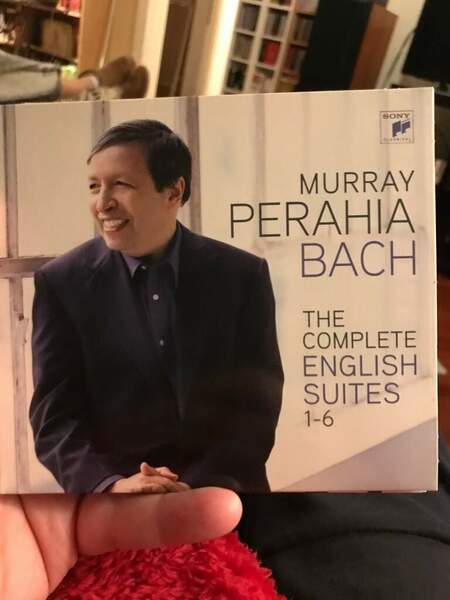 SONY
CLASSICAL
MURRAY
PERAHIA
BACH
THE
COMPLETE
ENGLISH
SUITES
1-6